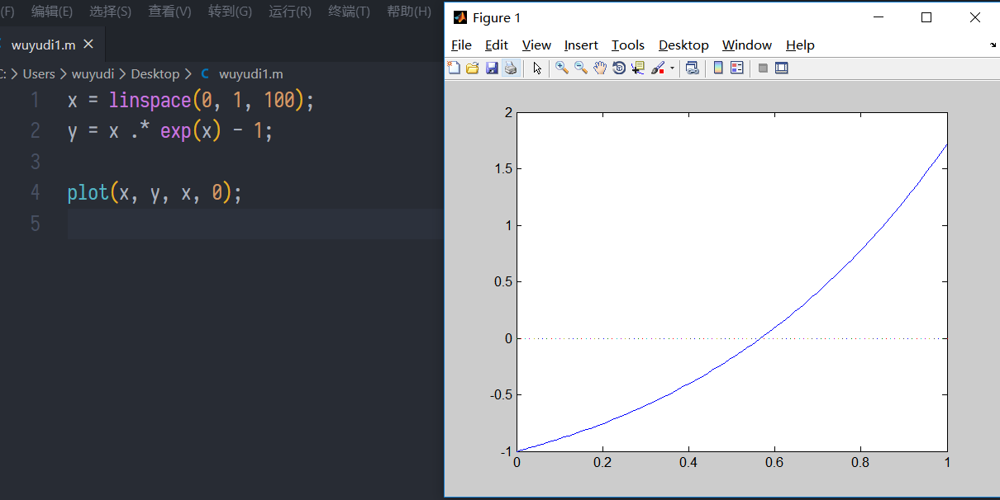 (F) 编辑(E) 选择(S) 查看(V) 转到(G) 运行(R) 终端(T) 帮助(H)
wuyudi1.m
C: > Users > wuyudi > Desktop > C wuyudi1.m
1 x = linspace(0, 1, 100);
2 y = x .* exp(x) - 1;
3
4 plot(x, y, x, 0);
5
Figure 1
File Edit View Insert Tools Desktop Window Help
2
1.5
1
0.5
0
-0.5
-1
0 0.2 0.4 0.6 0.8 1